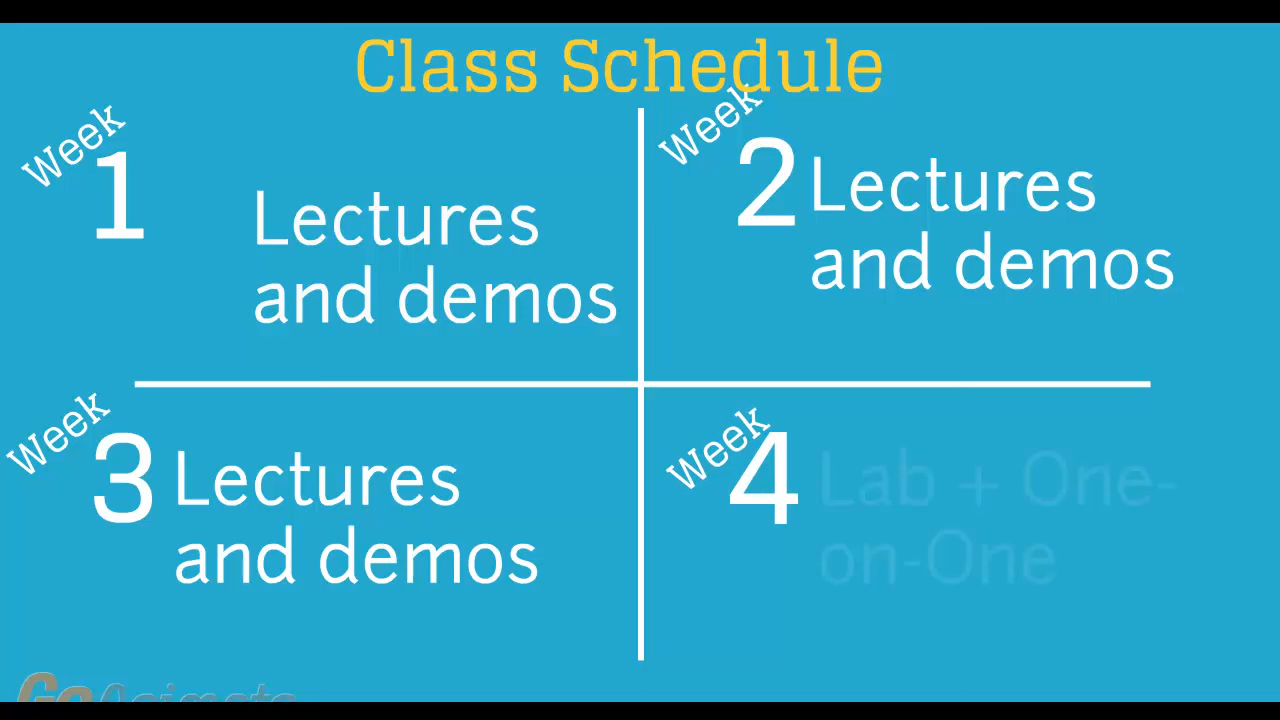 Class Schedule
Week
1
Lectures
and demos
Week
2
Lectures
and demos
Week
3
Lectures
and demos
Week
4
Lab + One-
on-One
GoAnimate